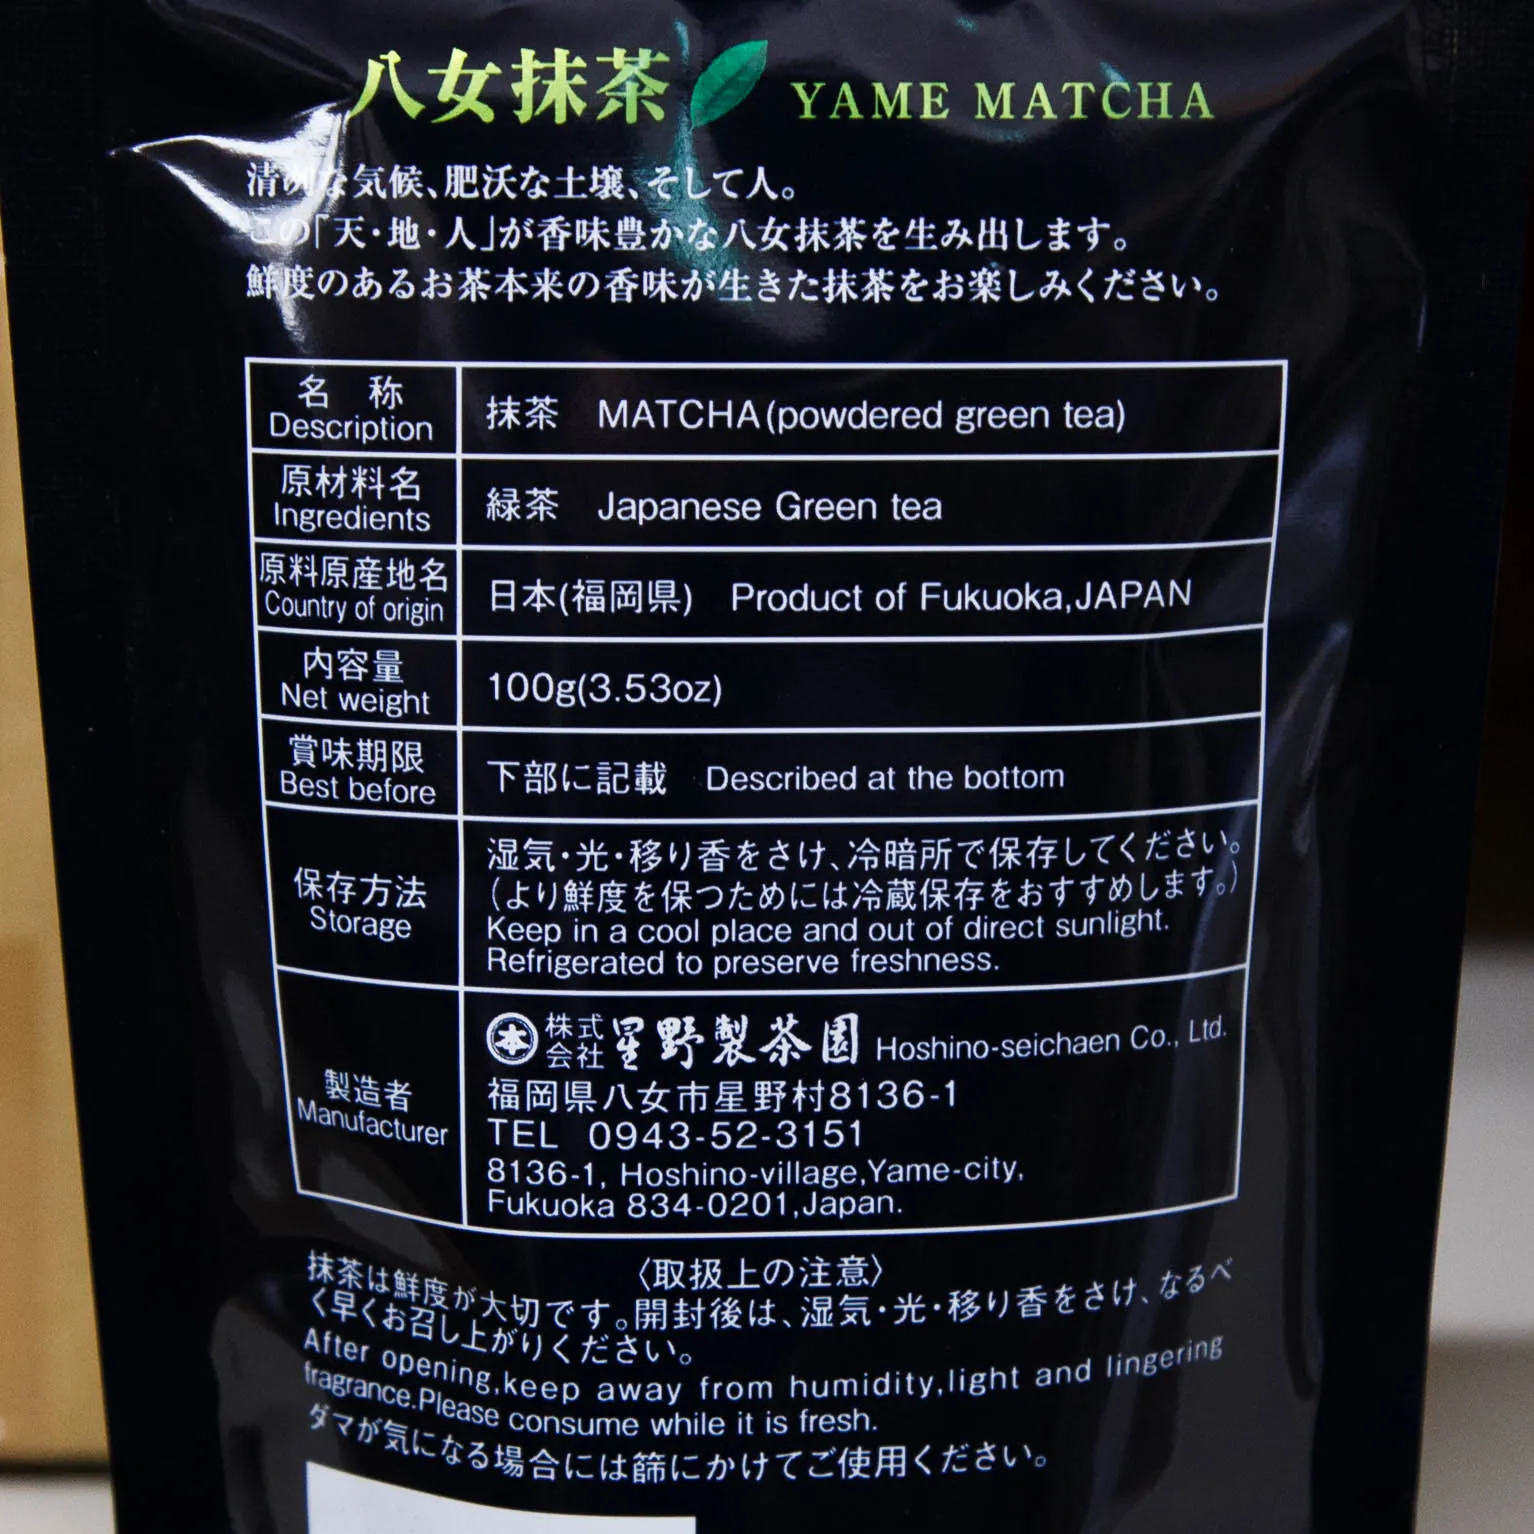 八女抹茶 YAME MATCHA
清冽な気候、肥沃な土壌、そして人。
この「天・地・人」が香味豊かな八女抹茶を生み出します。
鮮度のあるお茶本来の香味が生きた抹茶をお楽しみください。
名 称 抹茶 MATCHA(powdered green tea)
Description
原材料名 緑茶 Japanese Green tea
Ingredients
原料原産地名 日本(福岡県) Product of Fukuoka,JAPAN
Country of origin
内容量 100g(3.53oz)
Net weight
賞味期限 下部に記載 Described at the bottom
Best before
保存方法
Storage
湿気・光・移り香をさけ、冷暗所で保存してください。
(より鮮度を保つためには冷蔵保存をおすすめします。)
Keep in a cool place and out of direct sunlight.
Refrigerated to preserve freshness.
製造者
Manufacturer
本 株式会社 星野製茶園 Hoshino-seichaen Co., Ltd.
福岡県八女市星野村8136-1
TEL 0943-52-3151
8136-1, Hoshino-village,Yame-city,
Fukuoka 834-0201,Japan.
〈取扱上の注意〉
抹茶は鮮度が大切です。開封後は、湿気・光・移り香をさけ、なるべ
く早くお召し上がりください。
After opening,keep away from humidity,light and lingering
fragrance.Please consume while it is fresh.
ダマが気になる場合には篩にかけてご使用ください。